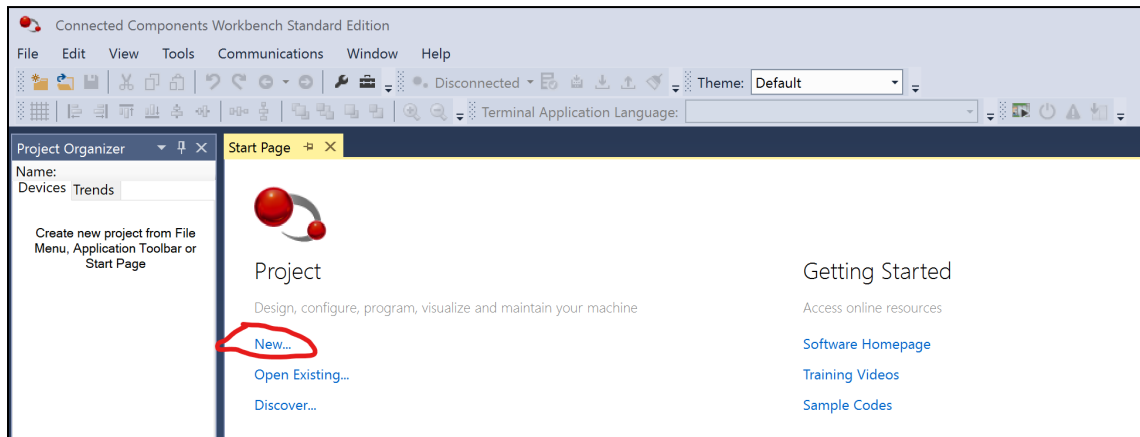 Connected Components Workbench Standard Edition
File Edit View Tools Communications Window Help
Disconnected Theme: Default
Terminal Application Language:
Project Organizer
Name:
Devices Trends
Create new project from File
Menu, Application Toolbar or
Start Page
Start Page
Project
Design, configure, program, visualize and maintain your machine
New...
Open Existing...
Discover...
Getting Started
Access online resources
Software Homepage
Training Videos
Sample Codes